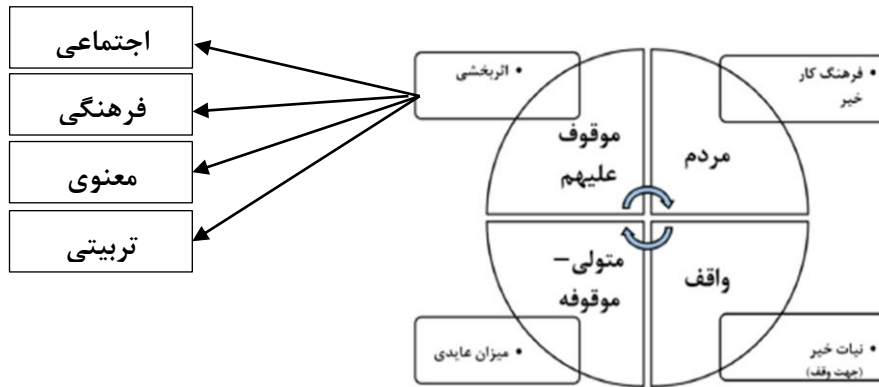 اجتماعی
فرهنگی
معنوی
تربیتی
• فرهنگ کار
خیر
• اثربخشی
مردم
موقوف
علیهم
واقف
متولی–
موقوفه
• نیات خیر
(جهت وقف)
• میزان عایدی